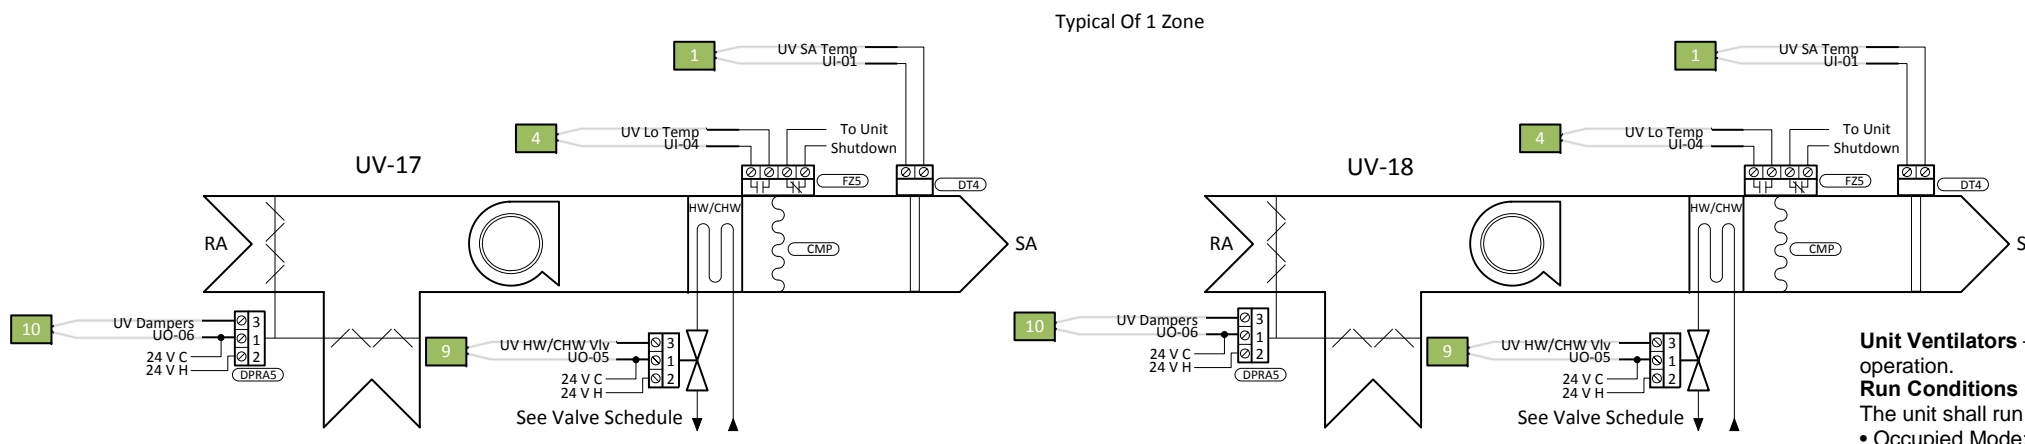 Typical Of 1 Zone
1
UV SA Temp
UI-01
4
UV Lo Temp
UI-04
To Unit
Shutdown
UV-17
FZ5
DT4
HW/CHW
RA
CMP
SA
10
UV Dampers
UO-06
24 V C
24 V H
3
1
2
DPRA5
9
UV HW/CHW Vlv
UO-05
24 V C
24 V H
3
1
2
See Valve Schedule
1
UV SA Temp
UI-01
4
UV Lo Temp
UI-04
To Unit
Shutdown
UV-18
FZ5
DT4
HW/CHW
RA
CMP
S
10
UV Dampers
UO-06
24 V C
24 V H
3
1
2
DPRA5
9
UV HW/CHW Vlv
UO-05
24 V C
24 V H
3
1
2
See Valve Schedule
Unit Ventilators -
operation.
Run Conditions
The unit shall run
• Occupied Mode: